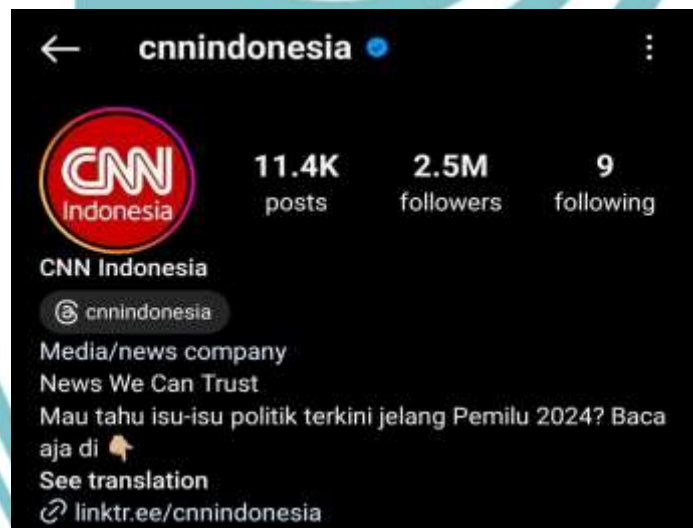 cnnindonesia
CNN
Indonesia
11.4K
posts
2.5M
followers
9
following
CNN Indonesia
cnnindonesia
Media/news company
News We Can Trust
Mau tahu isu-isu politik terkini jelang Pemilu 2024? Baca
aja di 👇🏼
See translation
linktr.ee/cnnindonesia